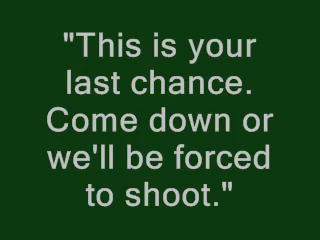 "This is your
last chance.
Come down or
we'll be forced
to shoot."